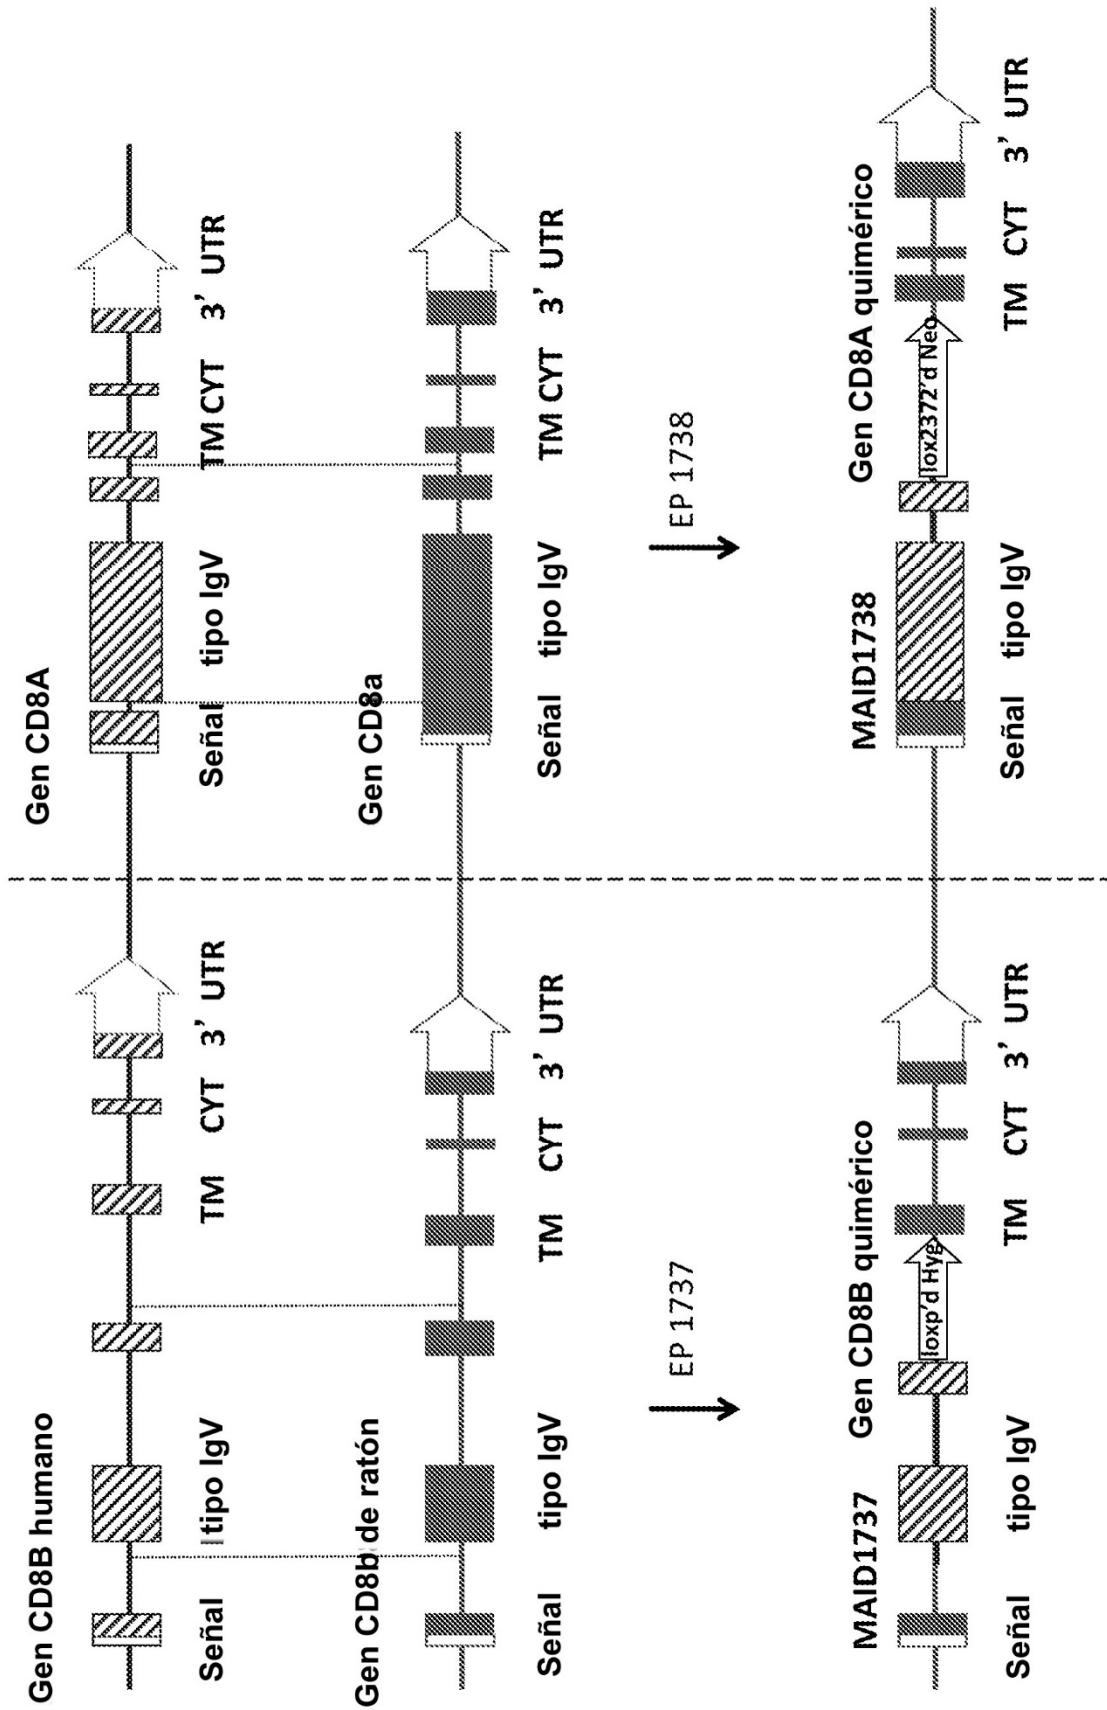 Gen CD8B humano
Gen CD8A
Señal
tipo IgV
TM
CYT
3’ UTR
Señal
tipo IgV
TM CYT
3’ UTR
Gen CD8b de ratón
Gen CD8a
Señal
tipo IgV
TM
CYT
3’ UTR
Señal
tipo IgV
TM CYT
3’ UTR
EP 1737
EP 1738
MAID1737
Gen CD8B quimérico
MAID1738
Gen CD8A quimérico
loxp’d Hyg
lox2372’d Neo
Señal
tipo IgV
TM
CYT
3’ UTR
Señal
tipo IgV
TM
CYT
3’ UTR